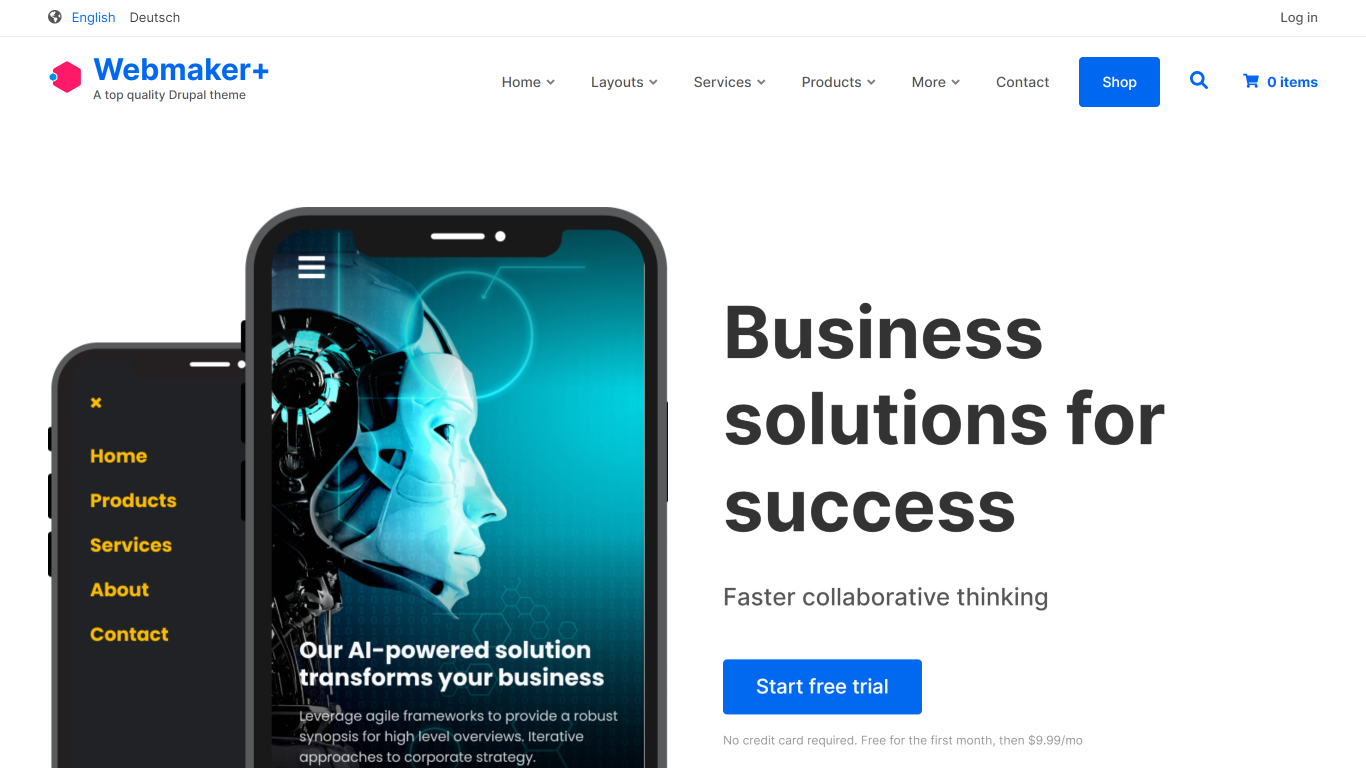 English Deutsch Log in
Webmaker+
A top quality Drupal theme
Home Layouts Services Products More Contact Shop 0 items
Home
Products
Services
About
Contact
Our AI-powered solution
transforms your business
Leverage agile frameworks to provide a robust
synopsis for high level overviews. Iterative
approaches to corporate strategy.
Business
solutions for
success
Faster collaborative thinking
Start free trial
No credit card required. Free for the first month, then $9.99/mo